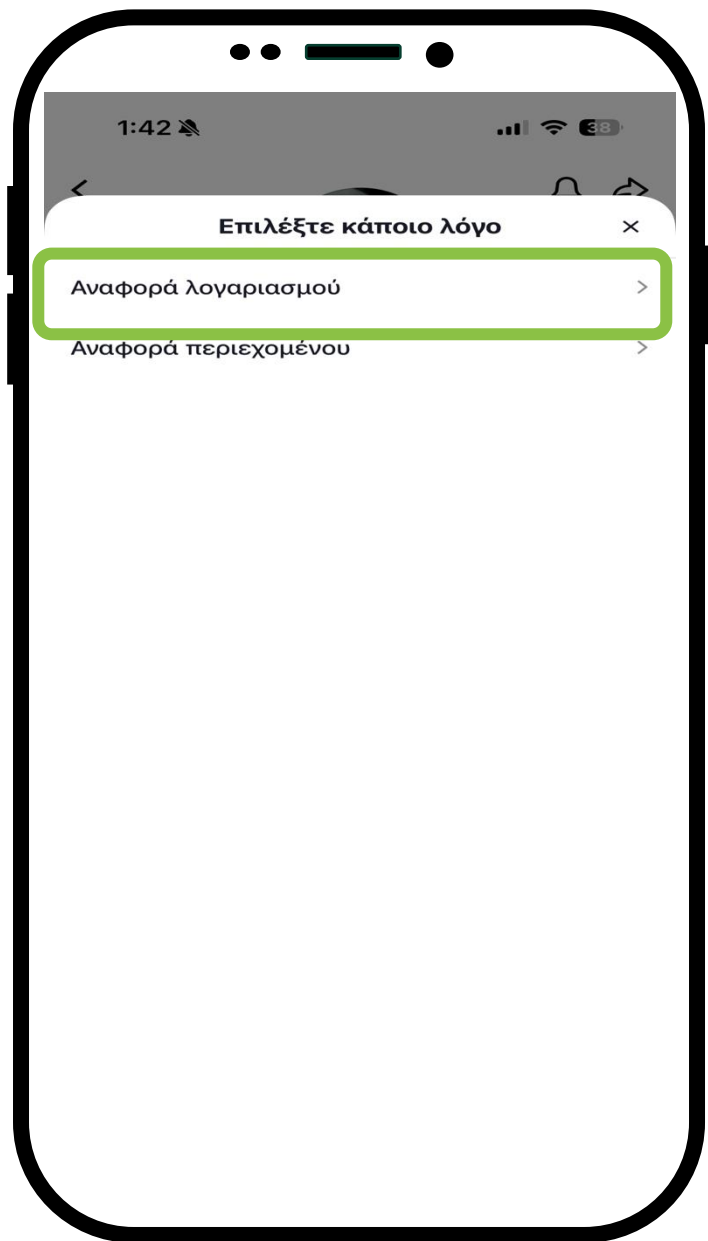 1:42
38
Επιλέξτε κάποιο λόγο
Αναφορά λογαριασμού
Αναφορά περιεχομένου